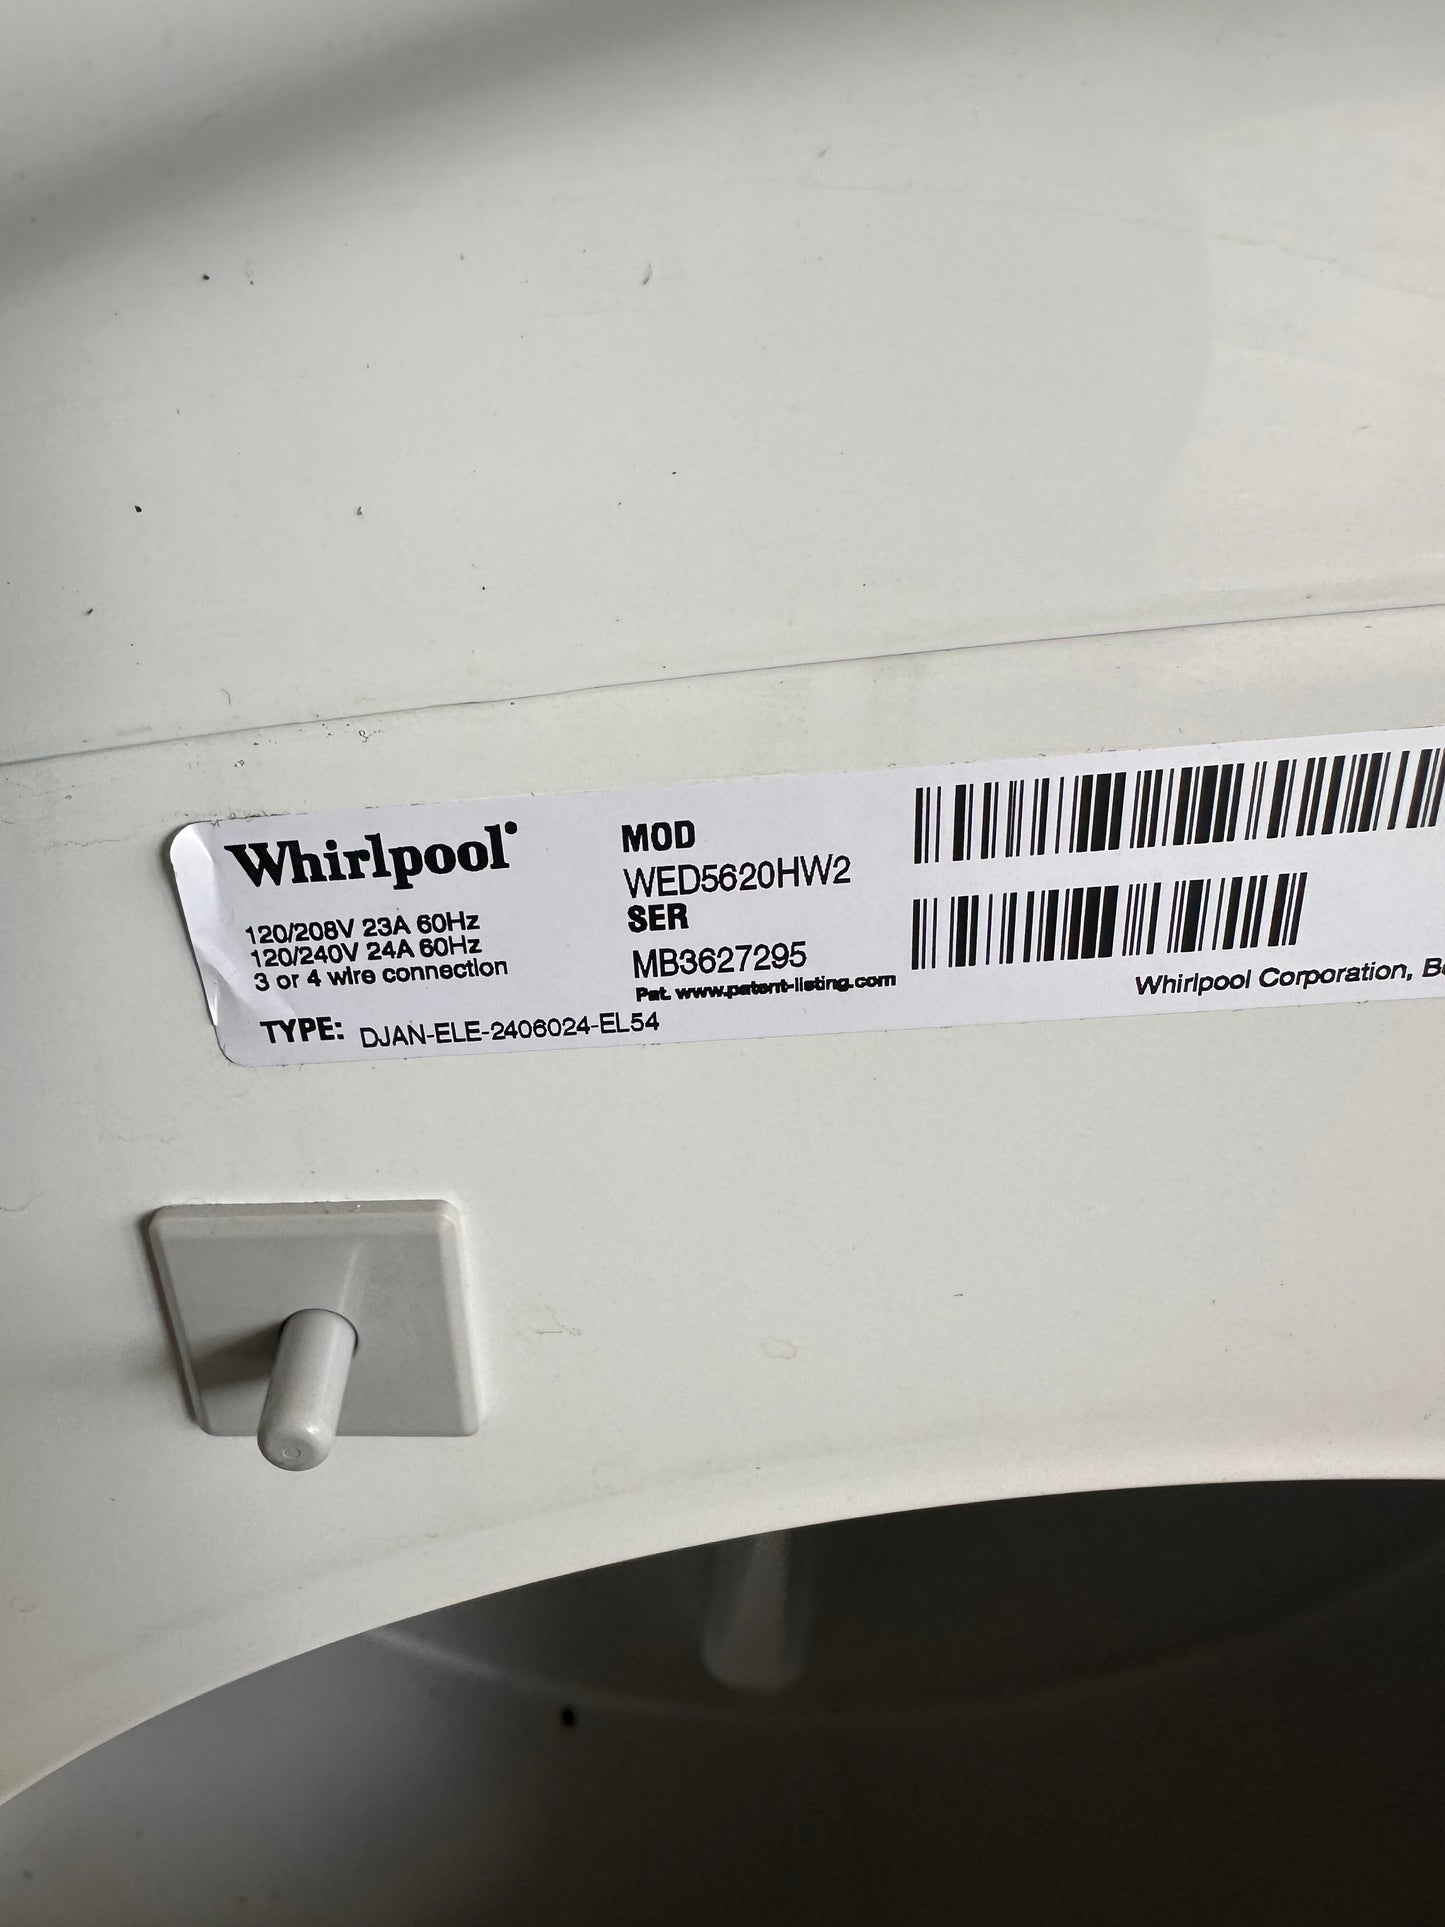 Whirlpool
120/208V 23A 60Hz
120/240V 24A 60Hz
3 or 4 wire connection
TYPE: DJAN-ELE-2406024-EL54
MOD
WED5620HW2
SER
MB3627295
Pat. www.patent-listing.com
Whirlpool Corporation,